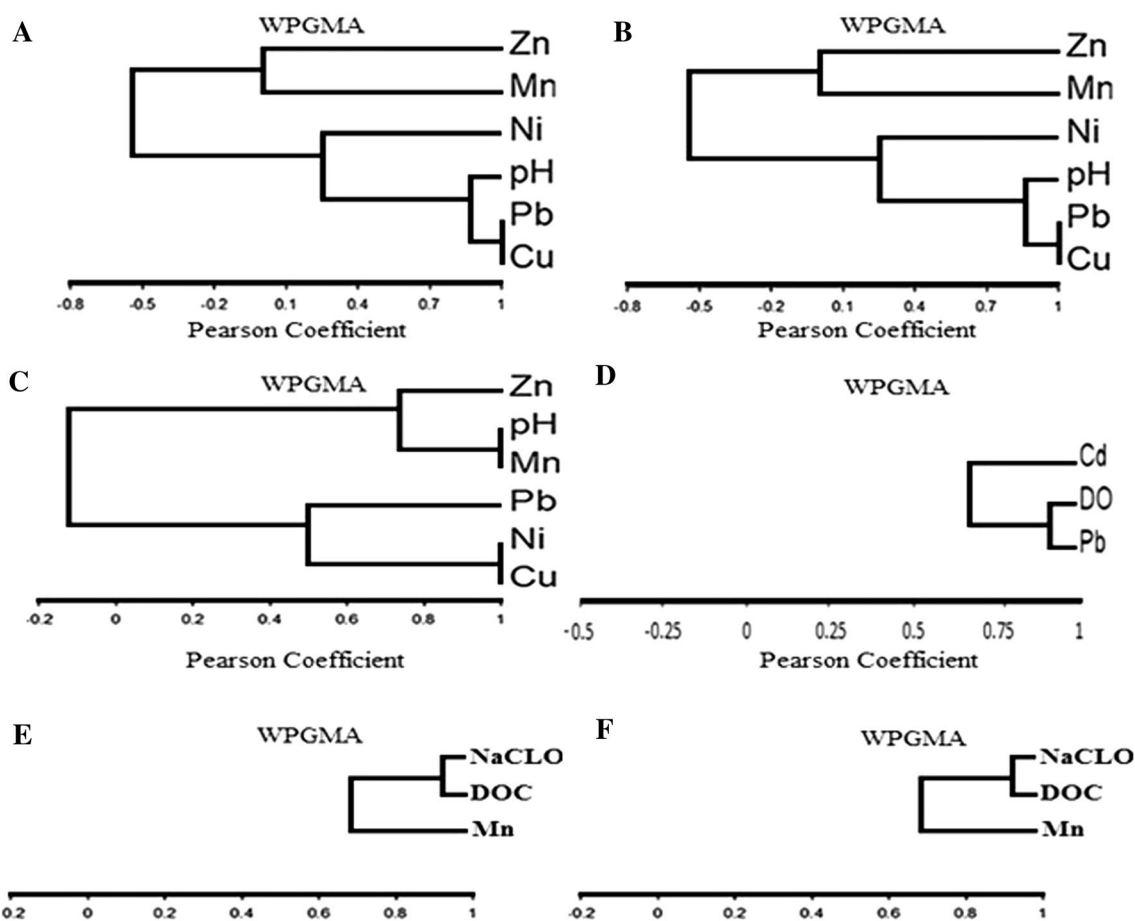 A
WPGMA
Zn
Mn
Ni
pH
Pb
Cu
-0.8 -0.5 -0.2 0.1 0.4 0.7 1
Pearson Coefficient
B
WPGMA
Zn
Mn
Ni
pH
Pb
Cu
-0.8 -0.5 -0.2 0.1 0.4 0.7 1
Pearson Coefficient
C
WPGMA
Zn
pH
Mn
Pb
Ni
Cu
-0.2 0 0.2 0.4 0.6 0.8 1
Pearson Coefficient
D
WPGMA
Cd
DO
Pb
-0.5 -0.25 0 0.25 0.5 0.75 1
Pearson Coefficient
E
WPGMA
NaCLO
DOC
Mn
0.2 0 0.2 0.4 0.6 0.8 1
F
WPGMA
NaCLO
DOC
Mn
-0.2 0 0.2 0.4 0.6 0.8 1